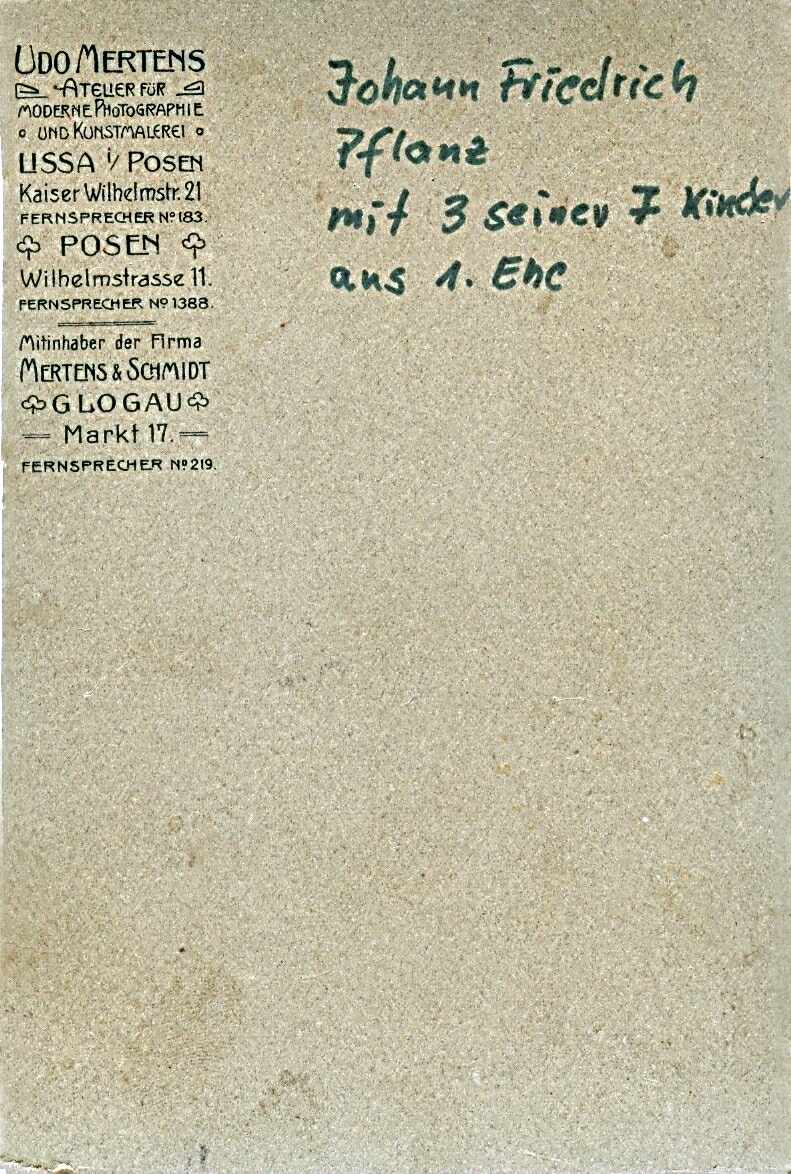 UDO MERTENS
ATELIER FÜR
MODERNE PHOTOGRAPHIE
UND KUNSTMALEREI
LISSA i/ POSEN
Kaiser Wilhelmstr. 21
FERNSPRECHER No 183.
POSEN
Wilhelmstrasse 11.
FERNSPRECHER No 1388.
Mitinhaber der Firma
MERTENS & SCHMIDT
GLOGAU
Markt 17.
FERNSPRECHER No 219.
Johann Friedrich
Pflanz
mit 3 seiner 7 Kinder
aus 1. Ehe